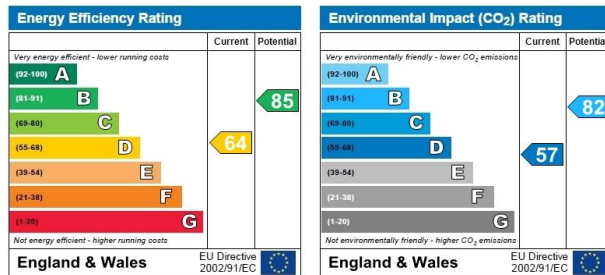 Energy Efficiency Rating
Current Potential
Very energy efficient - lower running costs
(92-100) A
(81-91) B
(69-80) C
(55-68) D
(39-54) E
(21-38) F
(1-20) G
64
85
Not energy efficient - higher running costs
England & Wales
EU Directive
2002/91/EC
Environmental Impact (CO₂) Rating
Current Potential
Very environmentally friendly - lower CO₂ emissions
(92-100) A
(81-91) B
(69-80) C
(55-68) D
(39-54) E
(21-38) F
(1-20) G
57
82
Not environmentally friendly - higher CO₂ emissions
England & Wales
EU Directive
2002/91/EC